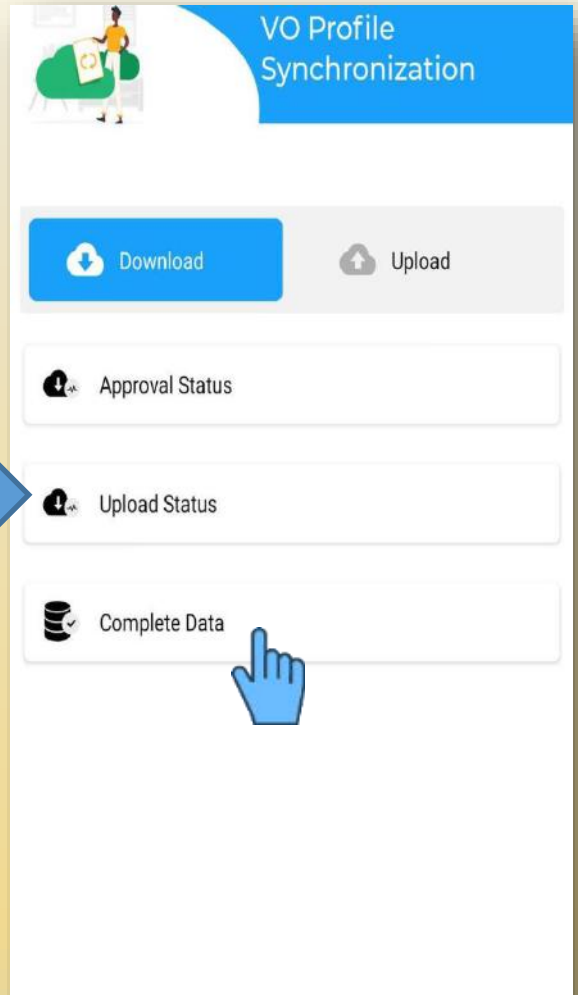 VO Profile
Synchronization
Download
Upload
Approval Status
Upload Status
Complete Data